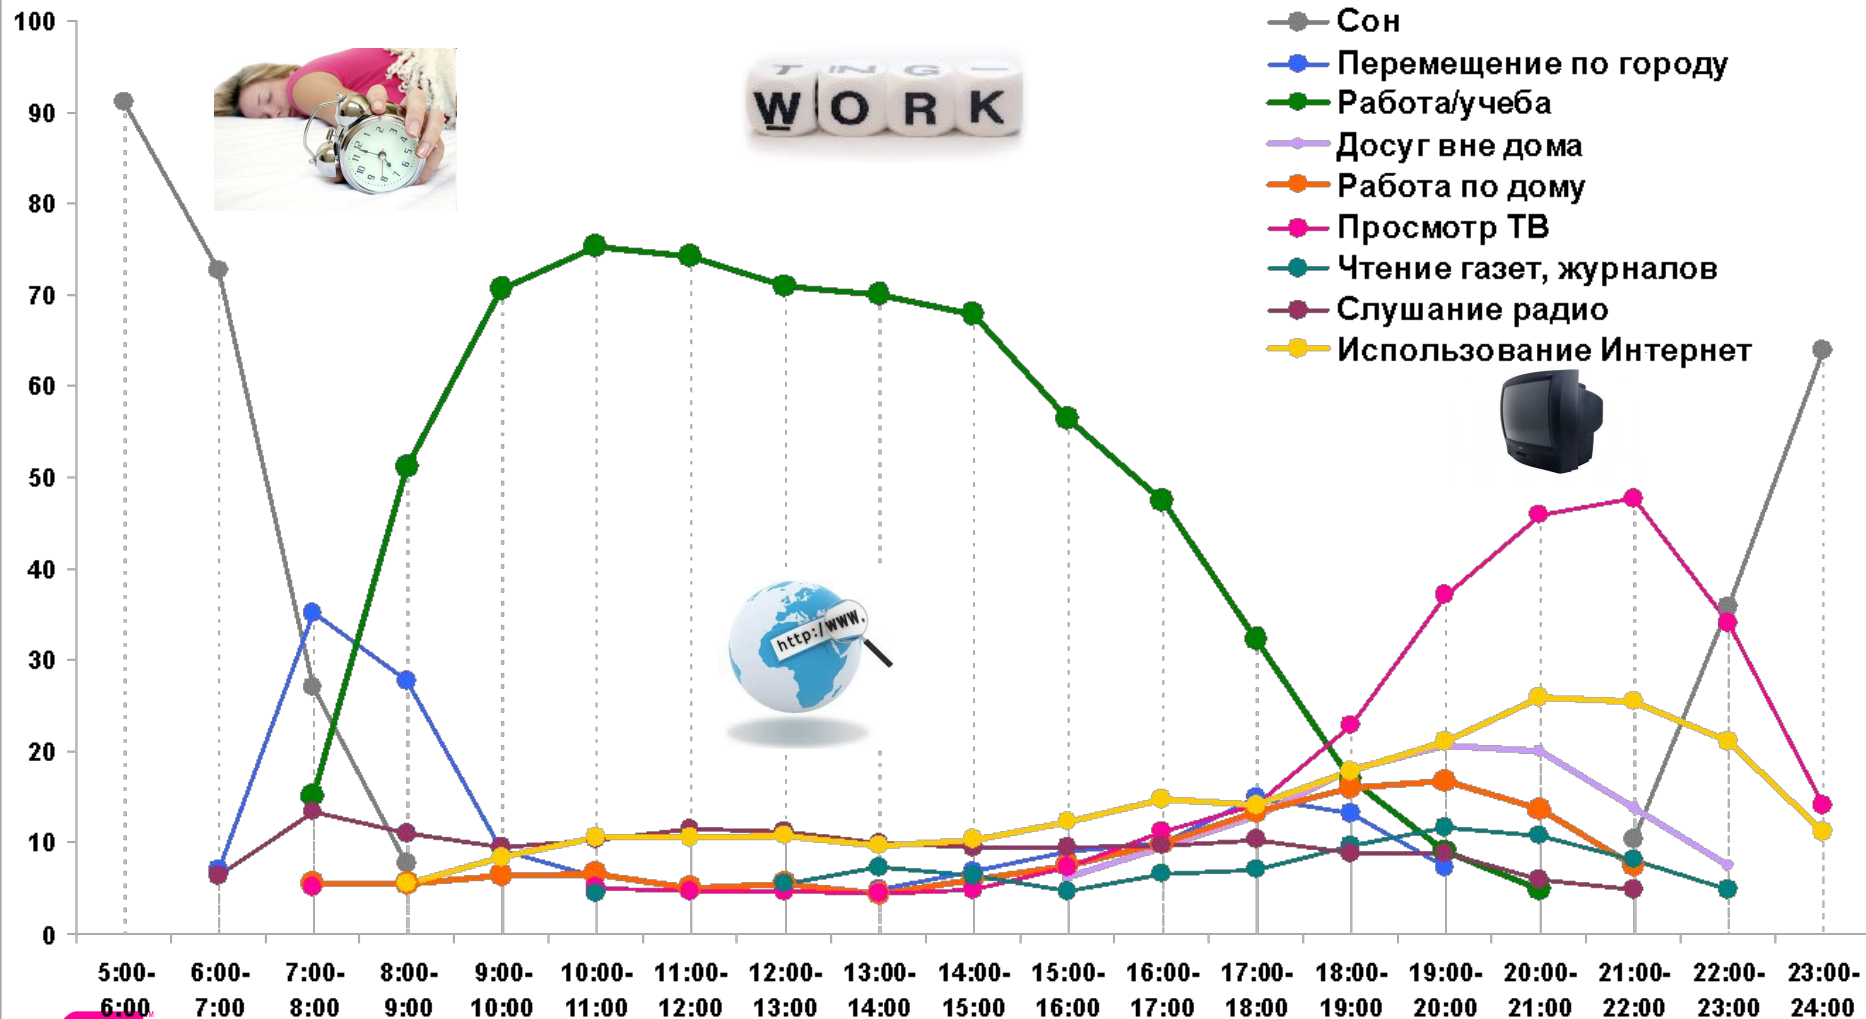 100
90
80
70
60
50
40
30
20
10
0
WORK
http:/www.
Сон
Перемещение по городу
Работа/учеба
Досуг вне дома
Работа по дому
Просмотр ТВ
Чтение газет, журналов
Слушание радио
Использование Интернет
5:00- 6:00- 7:00- 8:00- 9:00- 10:00- 11:00- 12:00- 13:00- 14:00- 15:00- 16:00- 17:00- 18:00- 19:00- 20:00- 21:00- 22:00- 23:00-
6:00 7:00 8:00 9:00 10:00 11:00 12:00 13:00 14:00 15:00 16:00 17:00 18:00 19:00 20:00 21:00 22:00 23:00 24:00